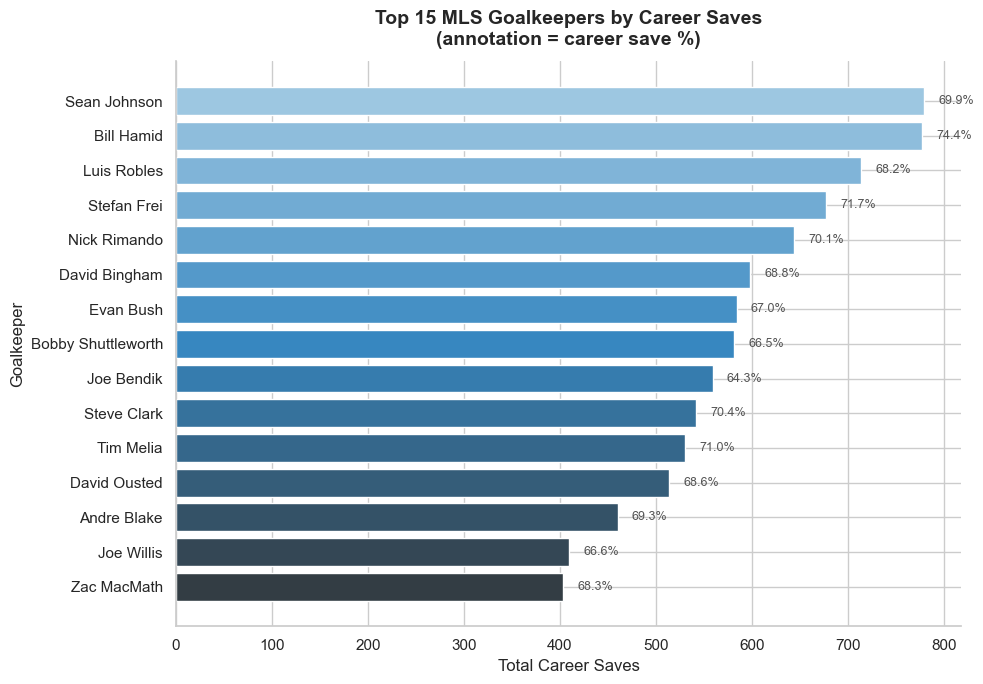 Top 15 MLS Goalkeepers by Career Saves
(annotation = career save %)
Goalkeeper
Sean Johnson 69.9%
Bill Hamid 74.4%
Luis Robles 68.2%
Stefan Frei 71.7%
Nick Rimando 70.1%
David Bingham 68.8%
Evan Bush 67.0%
Bobby Shuttleworth 66.5%
Joe Bendik 64.3%
Steve Clark 70.4%
Tim Melia 71.0%
David Ousted 68.6%
Andre Blake 69.3%
Joe Willis 66.6%
Zac MacMath 68.3%
0 100 200 300 400 500 600 700 800
Total Career Saves